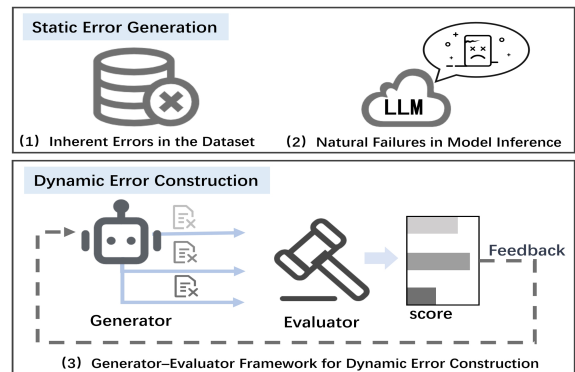 Static Error Generation
LLM
(1) Inherent Errors in the Dataset
(2) Natural Failures in Model Inference
Dynamic Error Construction
Feedback
Generator
Evaluator
score
(3) Generator–Evaluator Framework for Dynamic Error Construction